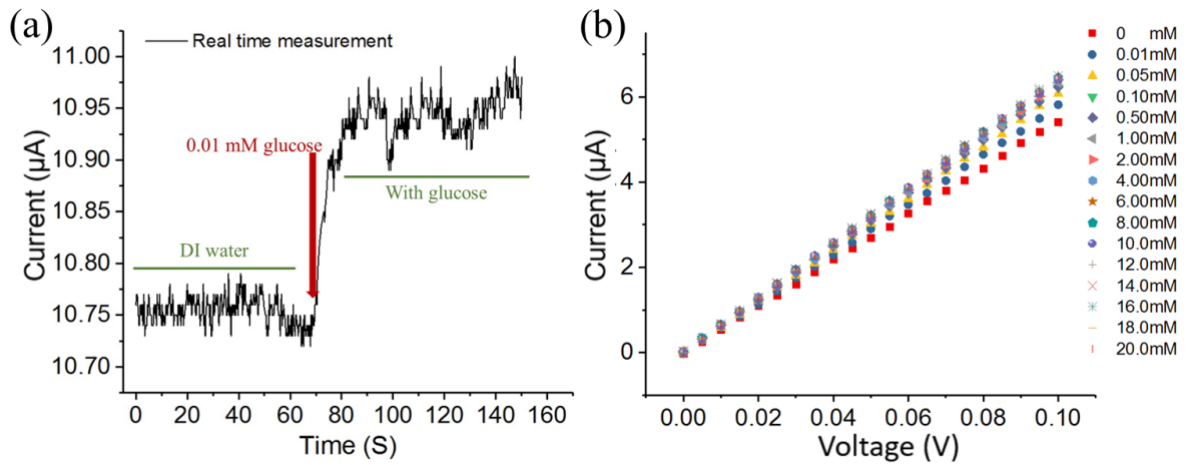 (a)
Real time measurement
11.00
10.95
10.90
10.85
10.80
10.75
10.70
Current (µA)
0.01 mM glucose
With glucose
DI water
0 20 40 60 80 100 120 140 160
Time (S)
(b)
6
4
2
0
Current (µA)
0.00 0.02 0.04 0.06 0.08 0.10
Voltage (V)
0 mM
0.01mM
0.05mM
0.10mM
0.50mM
1.00mM
2.00mM
4.00mM
6.00mM
8.00mM
10.0mM
12.0mM
14.0mM
16.0mM
18.0mM
20.0mM